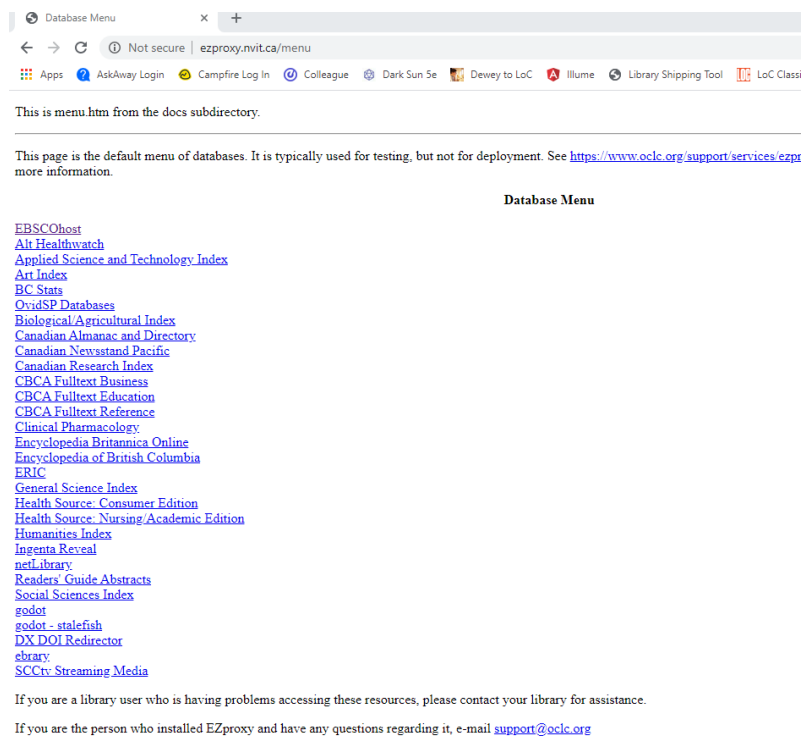 Database Menu
Not secure | ezproxy.nvit.ca/menu
Apps AskAway Login Campfire Log In Colleague Dark Sun 5e Dewey to LoC Illume Library Shipping Tool LoC Classi
This is menu.htm from the docs subdirectory.
This page is the default menu of databases. It is typically used for testing, but not for deployment. See https://www.oclc.org/support/services/ezpr
more information.
Database Menu
EBSCOhost
Alt Healthwatch
Applied Science and Technology Index
Art Index
BC Stats
OvidSP Databases
Biological/Agricultural Index
Canadian Almanac and Directory
Canadian Newsstand Pacific
Canadian Research Index
CBCA Fulltext Business
CBCA Fulltext Education
CBCA Fulltext Reference
Clinical Pharmacology
Encyclopedia Britannica Online
Encyclopedia of British Columbia
ERIC
General Science Index
Health Source: Consumer Edition
Health Source: Nursing/Academic Edition
Humanities Index
Ingenta Reveal
netLibrary
Readers' Guide Abstracts
Social Sciences Index
godot
godot - stalefish
DX DOI Redirector
ebrary
SCCtv Streaming Media
If you are a library user who is having problems accessing these resources, please contact your library for assistance.
If you are the person who installed EZproxy and have any questions regarding it, e-mail support@oclc.org